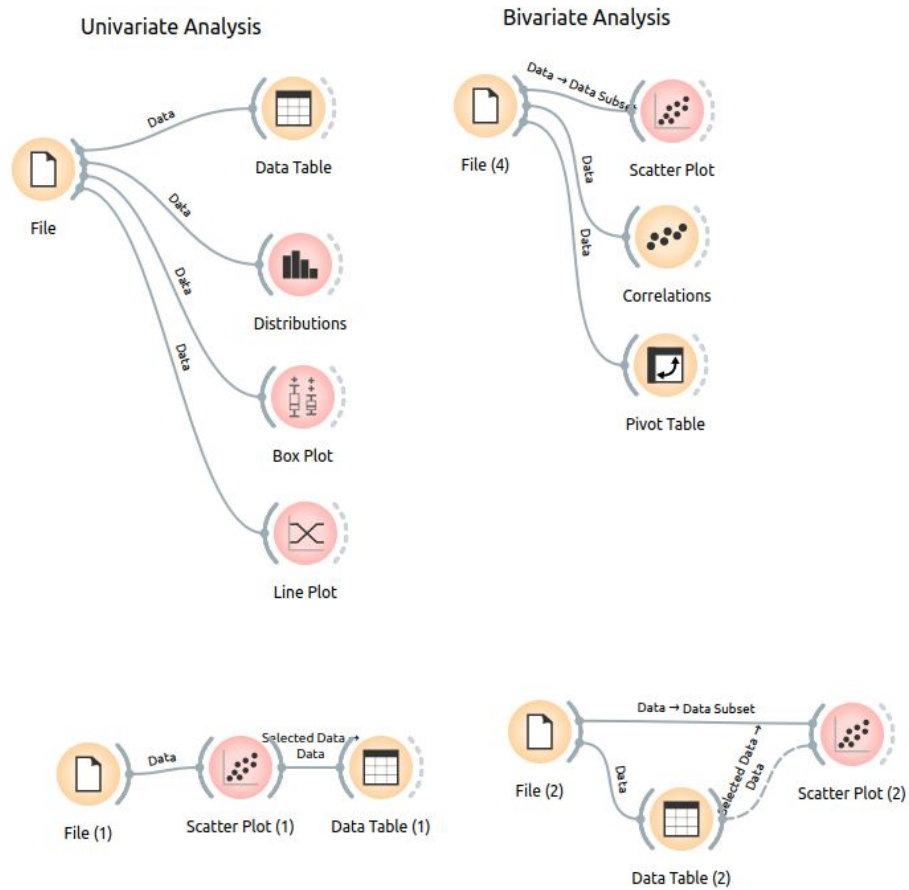 Univariate Analysis
Bivariate Analysis
File
Data
Data Table
Data
Distributions
Data
Box Plot
Data
Line Plot
File (4)
Data → Data Subset
Scatter Plot
Data
Correlations
Data
Pivot Table
File (1)
Data
Scatter Plot (1)
Selected Data →
Data
Data Table (1)
File (2)
Data → Data Subset
Data
Data Table (2)
Selected Data →
Data
Scatter Plot (2)